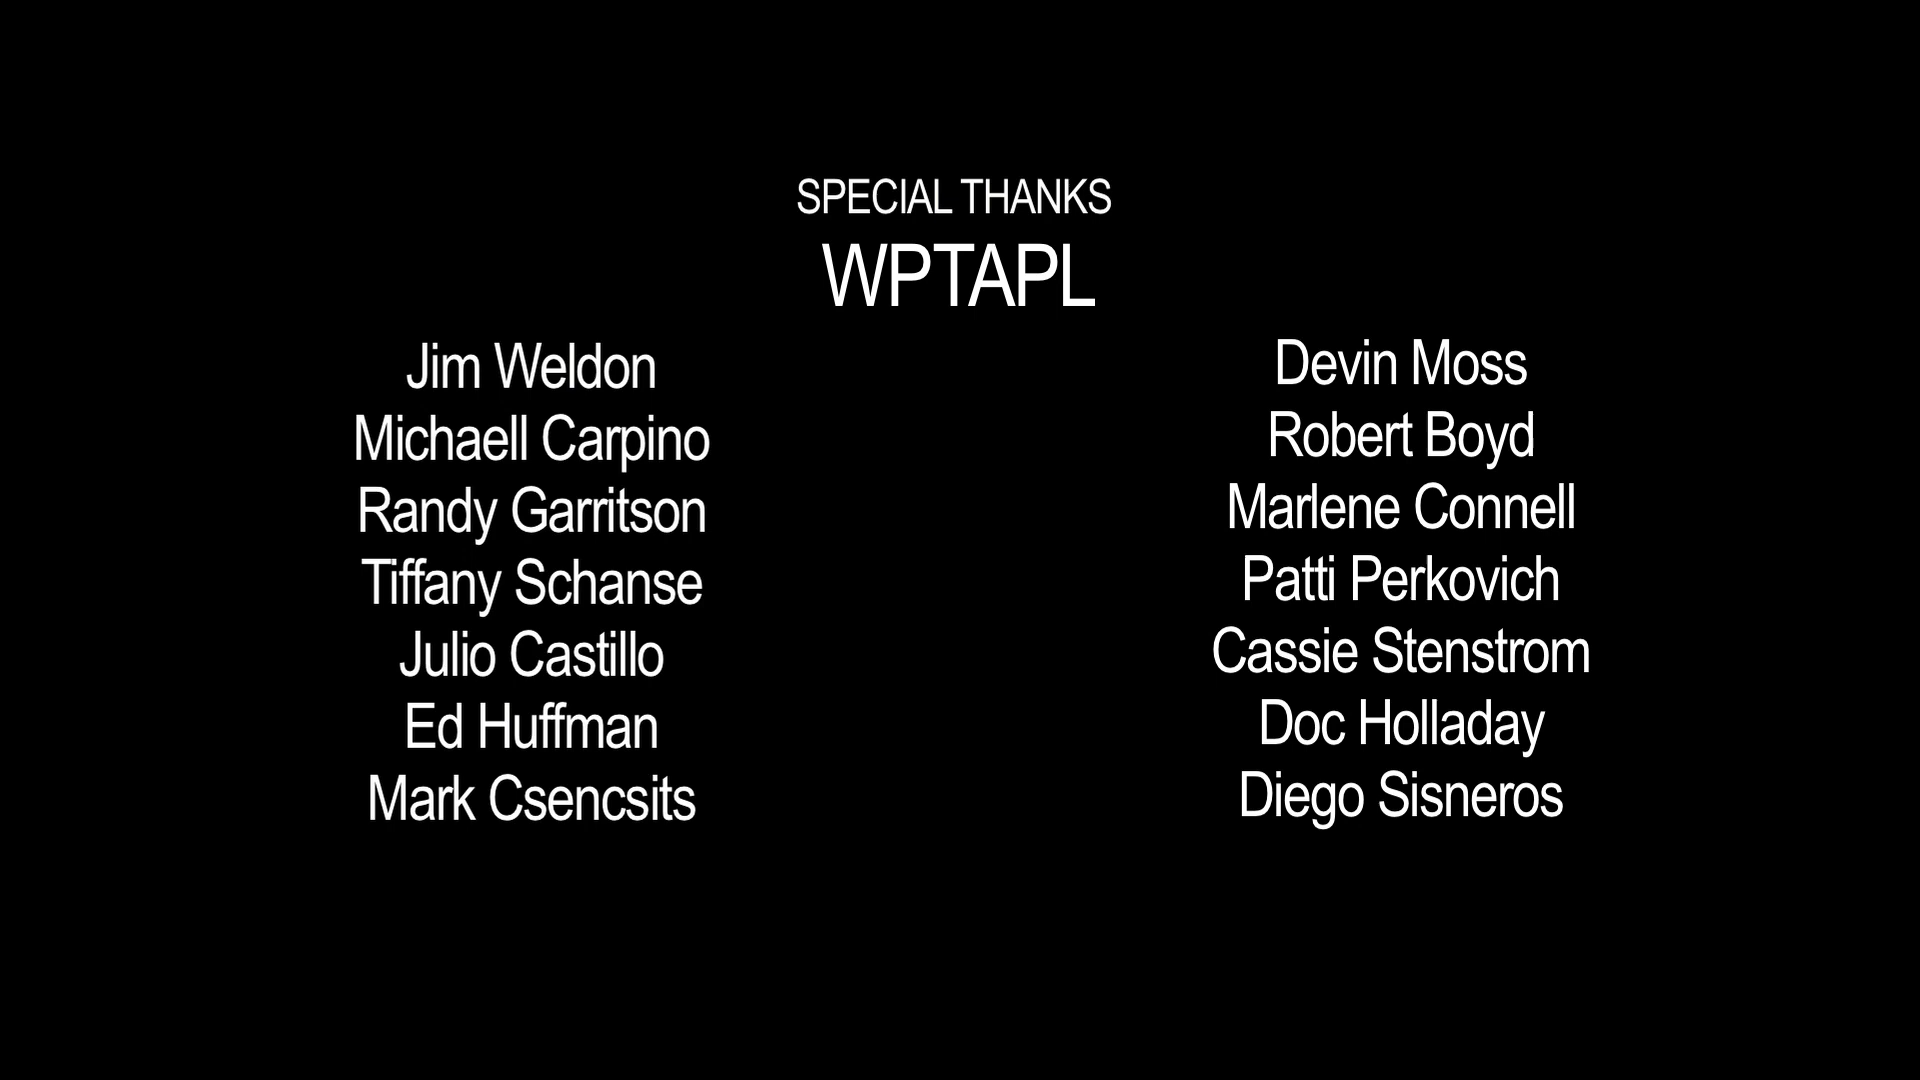 SPECIAL THANKS
WPTAPL
Jim Weldon
Michaell Carpino
Randy Garritson
Tiffany Schanse
Julio Castillo
Ed Huffman
Mark Csencsits
Devin Moss
Robert Boyd
Marlene Connell
Patti Perkovich
Cassie Stenstrom
Doc Holladay
Diego Sisneros